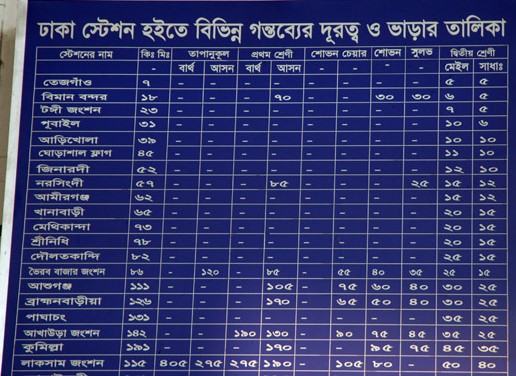 ঢাকা স্টেশন হইতে বিভিন্ন গন্তব্যের দূরত্ব ও ভাড়ার তালিকা
স্টেশনের নাম কিঃ মিঃ তাপানুকুল প্রথম শ্রেণী শোভন চেয়ার শোভন সুলভ দ্বিতীয় শ্রেণী
- বার্থ আসন বার্থ আসন - - - মেইল সাধাঃ
তেজগাঁও ৭ - - - - - - - ৫ ৫
বিমান বন্দর ১৮ - - - ৭০ - ৩০ ৩০ ৬ ৫
টঙ্গী জংশন ২৩ - - - - - - - ৭ ৫
পূবাইল ৩১ - - - - - - - ১০ ৬
আড়িখোলা ৩৯ - - - - - - - ১০ ১০
ঘোড়াশাল ফ্লাগ ৪৫ - - - - - - - ১১ ১০
জিনারদী ৫২ - - - - - - - ১২ ১০
নরসিংদী ৫৭ - - - ৮৫ - - ২৫ ১৫ ১২
আমীরগঞ্জ ৬২ - - - - - - - ১৫ ১২
খানাবাড়ী ৬৫ - - - - - - - ২০ ১৫
মেথিকান্দা ৭৩ - - - - - - - ২০ ১৫
শ্রীনিধি ৭৮ - - - - - - - ২০ ১৫
দৌলতকান্দি ৮২ - - - - - - - ২৫ ১৫
ভৈরব বাজার জংশন ৮৬ - ১২০ - ৮৫ ৫৫ ৪০ ৩৫ ২৫ ১৫
আশুগঞ্জ ১১১ - - - ১০৫ - ৭৫ ৬০ ৪০ ৩০ ২৫
ব্রাহ্মনবাড়ীয়া ১২৬ - - - ১৭০ - ৬৫ ৫০ ৪০ ৩০ ২৫
পাঘাচং ১৩১ - - - - - - - ৩৫ ২৫
আখাউড়া জংশন ১৪২ - - ১৯০ ১৩০ - ৯০ ৭৫ ৪৫ ৩৫ ২৫
কুমিল্লা ১৯১ - - - ১৭০ - ৯৫ ৭৫ ৪৫ ৩৫
লাকসাম জংশন ১১৫ ৪০৫ ২৭৫ ২৭৫ ১৯০ - ১০৫ ৮০ - ৫০ ৪০